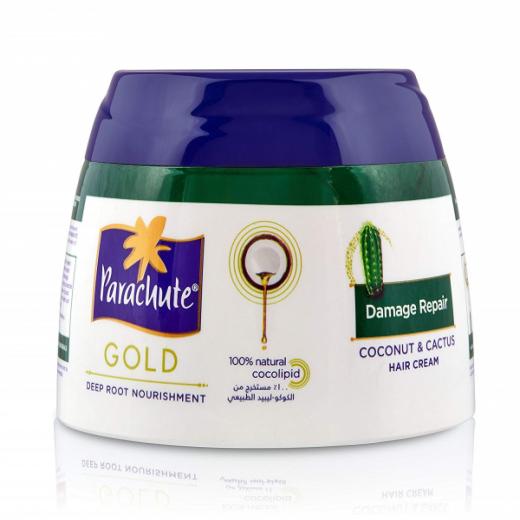 Parachute®
GOLD
DEEP ROOT NOURISHMENT
100% natural
cocolipid
١٠٠٪ مستخرج من
الكوكو-ليبيد الطبيعي
Damage Repair
COCONUT & CACTUS
HAIR CREAM